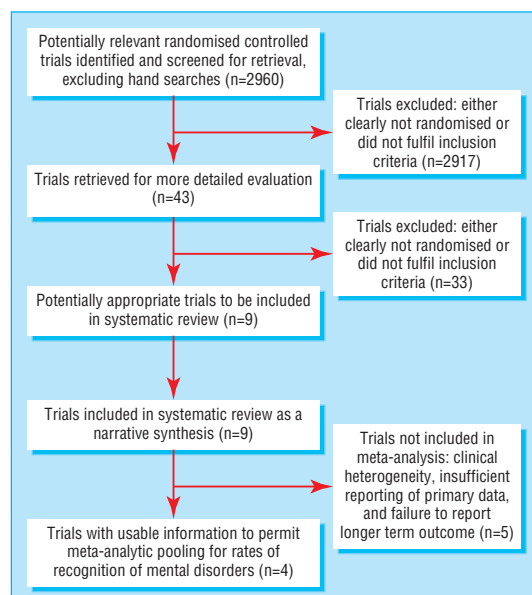 Potentially relevant randomised controlled
trials identified and screened for retrieval,
excluding hand searches (n=2960)
Trials excluded: either
clearly not randomised or
did not fulfil inclusion
criteria (n=2917)
Trials retrieved for more detailed evaluation
(n=43)
Trials excluded: either
clearly not randomised or
did not fulfil inclusion
criteria (n=33)
Potentially appropriate trials to be included
in systematic review (n=9)
Trials included in systematic review as a
narrative synthesis (n=9)
Trials not included in
meta-analysis: clinical
heterogeneity, insufficient
reporting of primary data,
and failure to report
longer term outcome (n=5)
Trials with usable information to permit
meta-analytic pooling for rates of
recognition of mental disorders (n=4)